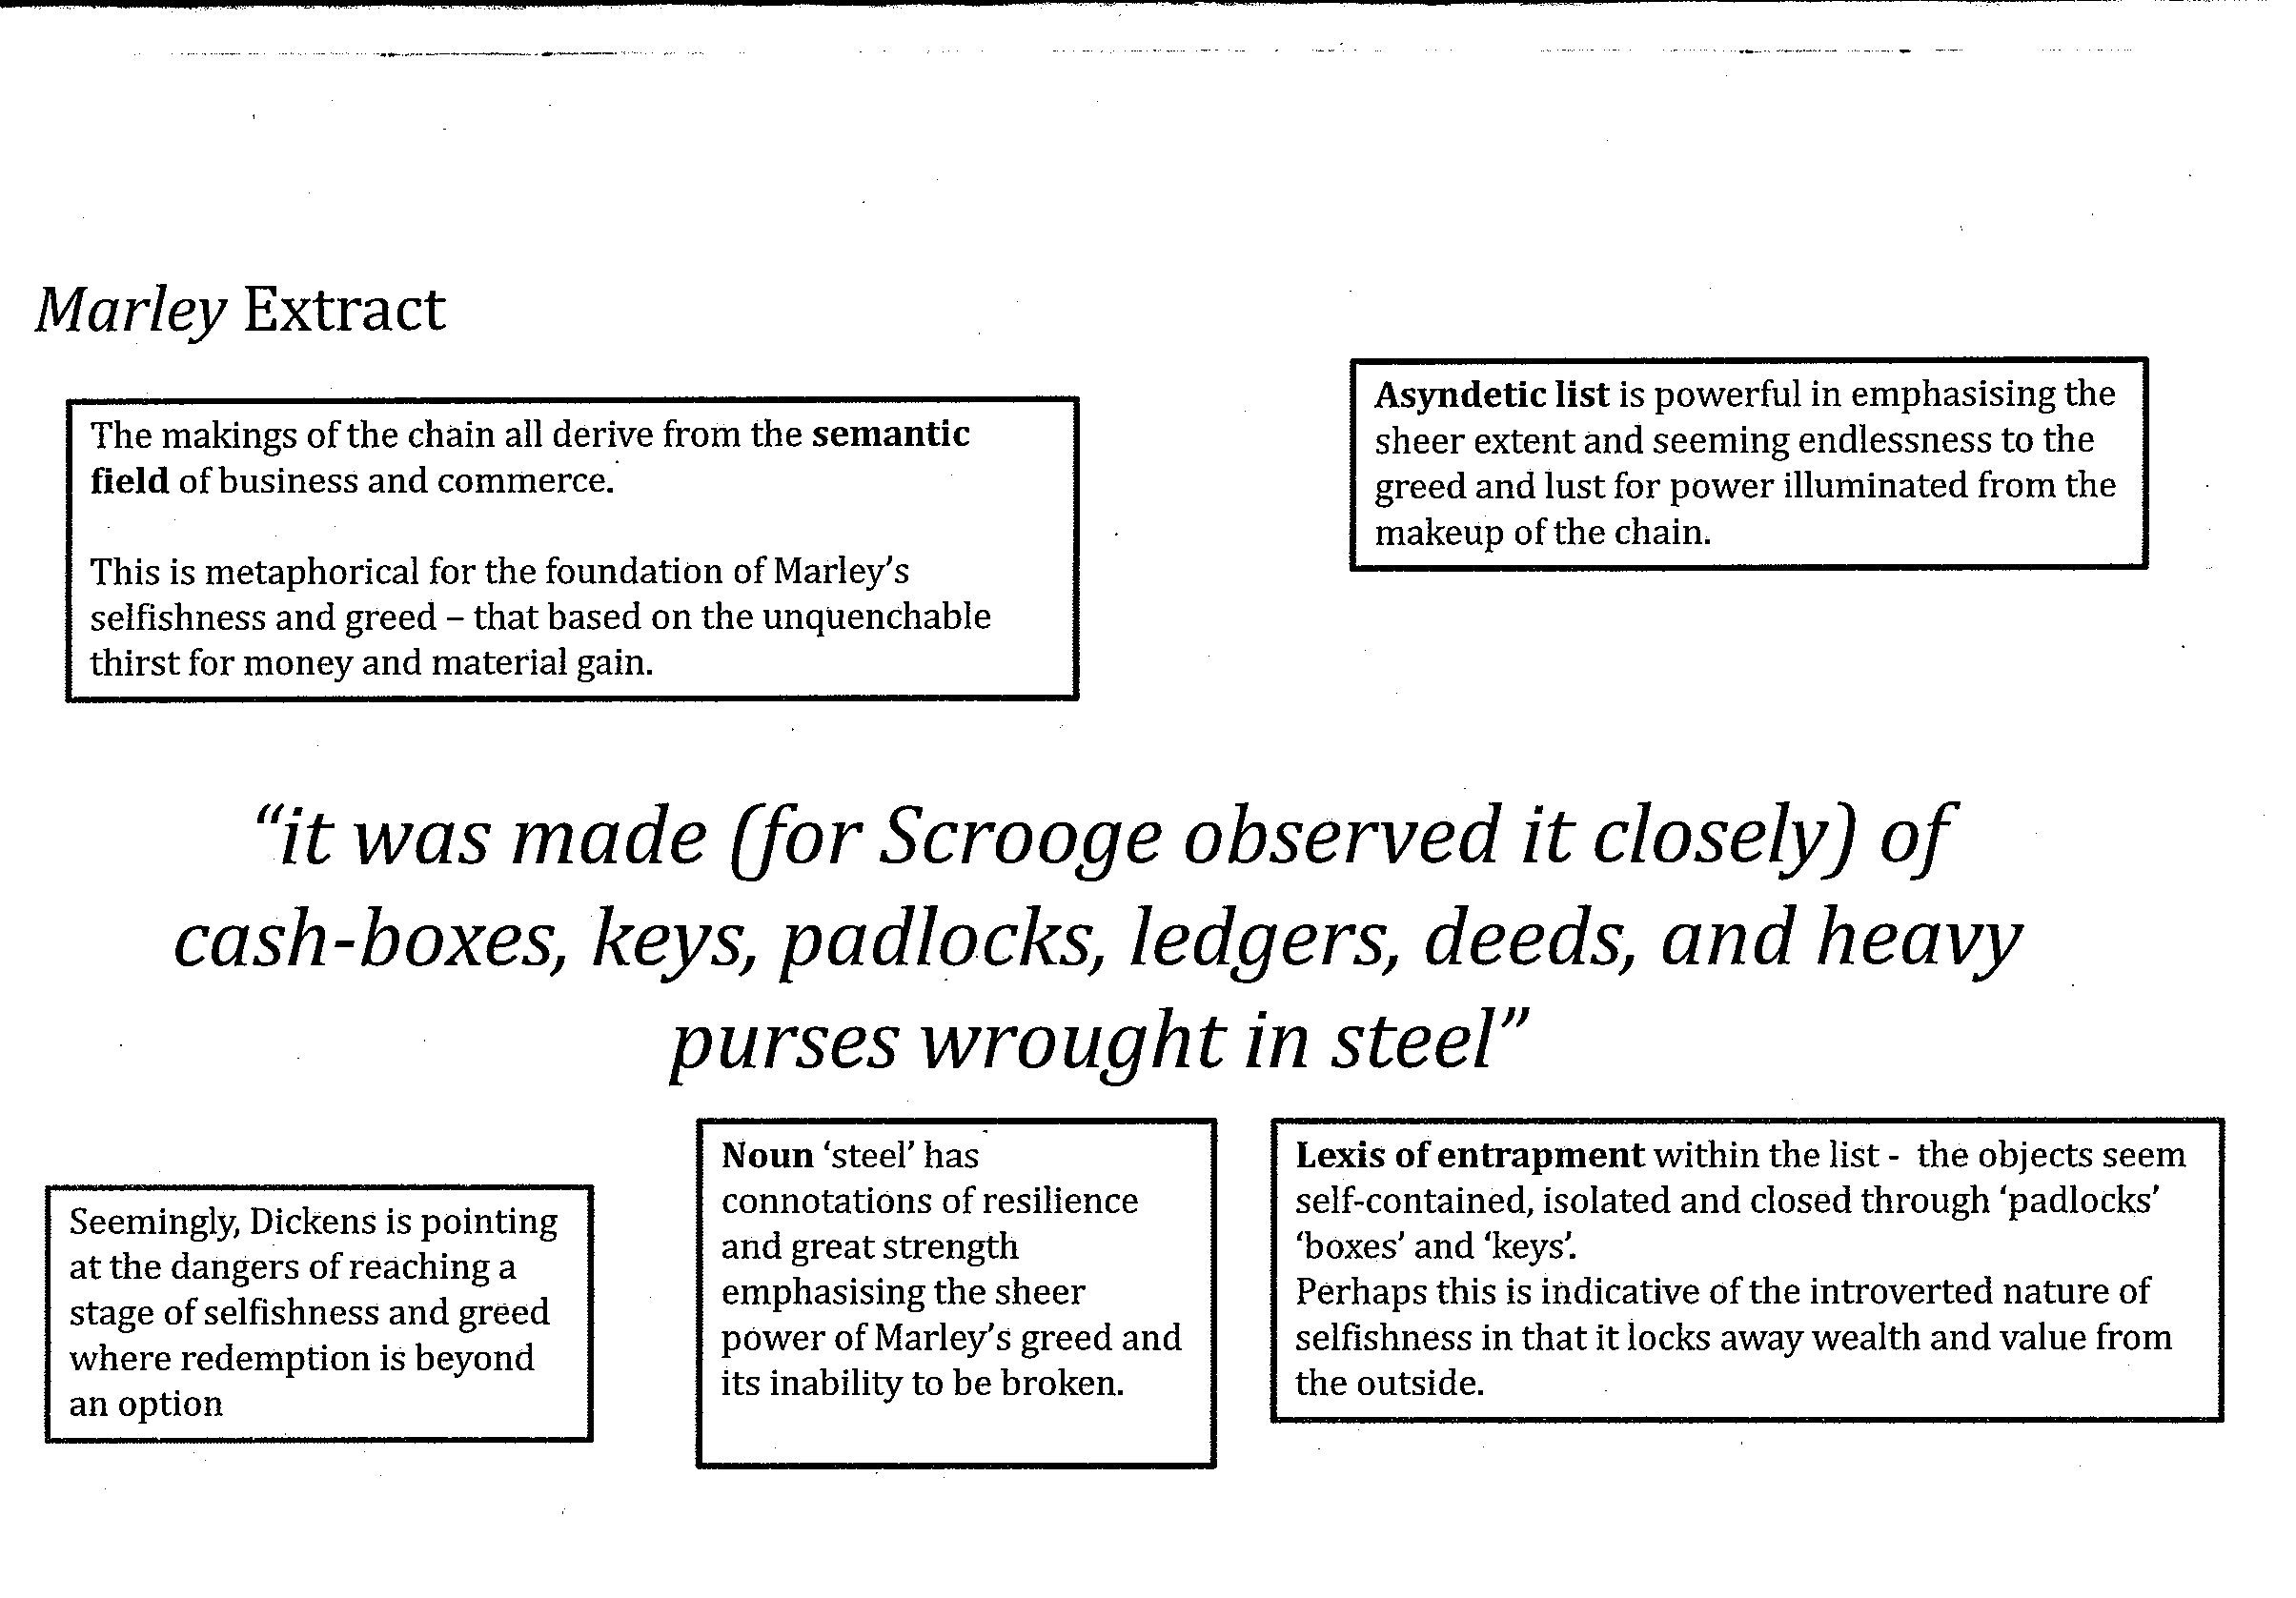 Marley Extract
The makings of the chain all derive from the semantic
field of business and commerce.
This is metaphorical for the foundation of Marley's
selfishness and greed – that based on the unquenchable
thirst for money and material gain.
Asyndetic list is powerful in emphasising the
sheer extent and seeming endlessness to the
greed and lust for power illuminated from the
makeup of the chain.
“it was made (for Scrooge observed it closely) of
cash-boxes, keys, padlocks, ledgers, deeds, and heavy
purses wrought in steel”
Seemingly, Dickens is pointing
at the dangers of reaching a
stage of selfishness and greed
where redemption is beyond
an option
Noun ‘steel’ has
connotations of resilience
and great strength
emphasising the sheer
power of Marley's greed and
its inability to be broken.
Lexis of entrapment within the list - the objects seem
self-contained, isolated and closed through ‘padlocks’
‘boxes’ and ‘keys’.
Perhaps this is indicative of the introverted nature of
selfishness in that it locks away wealth and value from
the outside.